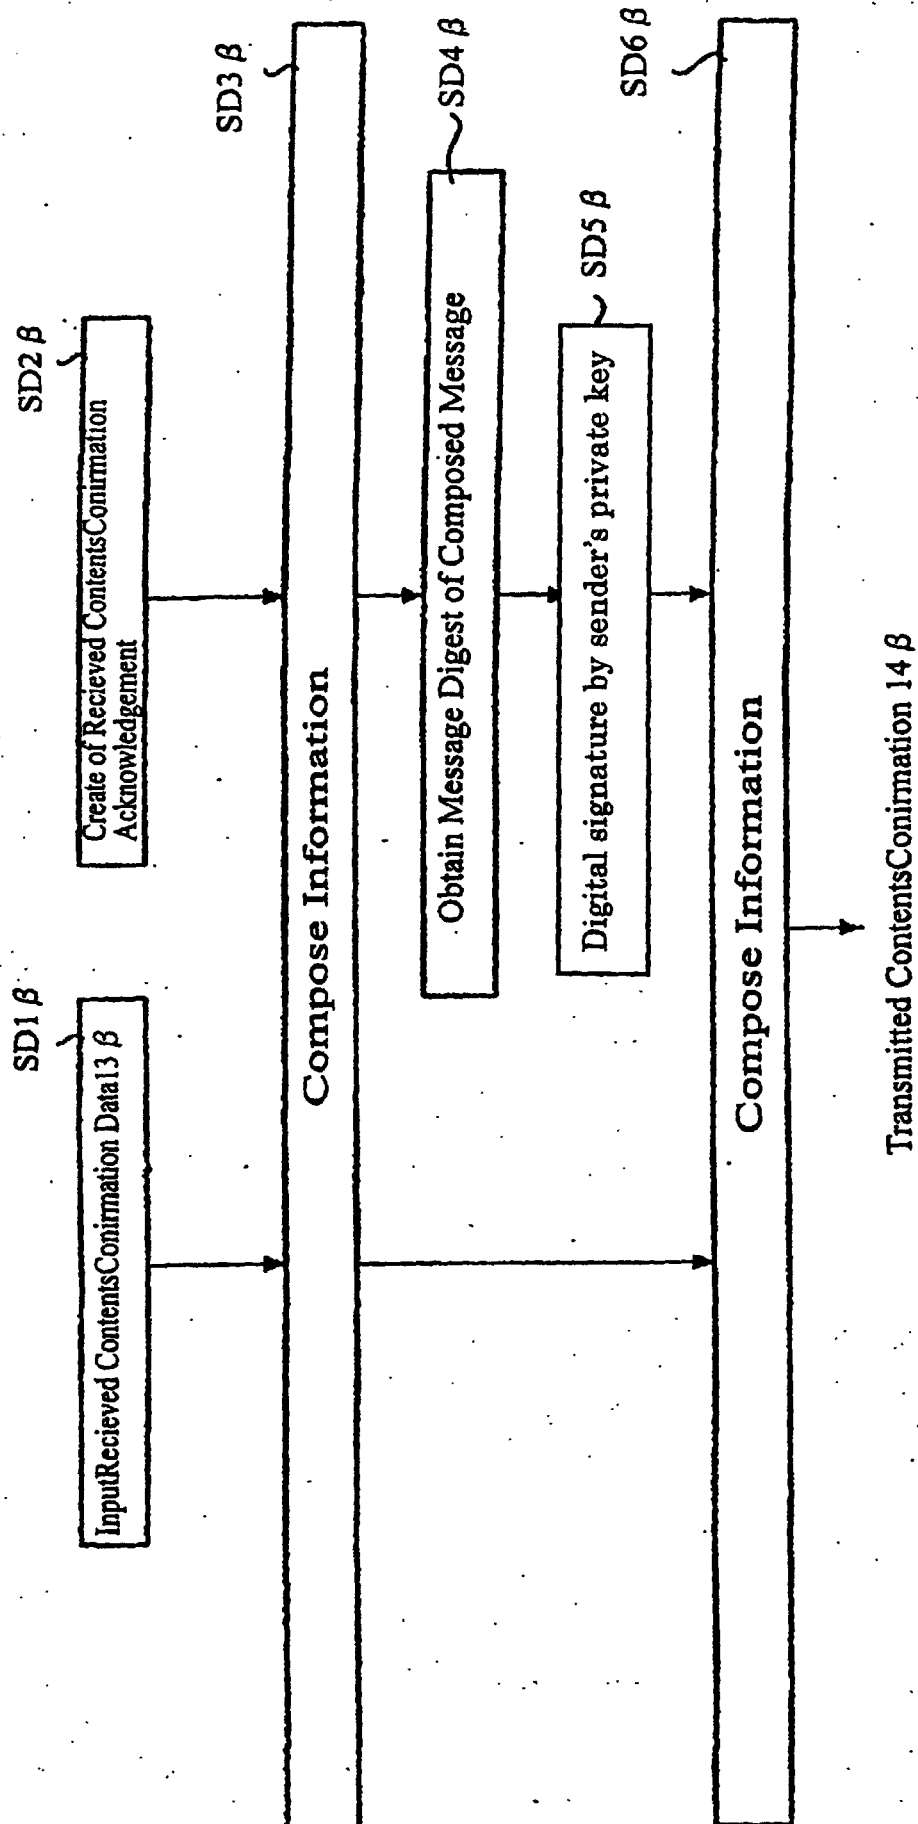 SD1 β
InputRecieved ContentsConirmation Data13 β
SD2 β
Create of Recieved ContentsConirmation
Acknowledgement
SD3 β
Compose Information
SD4 β
Obtain Message Digest of Composed Message
SD5 β
Digital signature by sender's private key
SD6 β
Compose Information
Transmitted ContentsConirmation 14 β